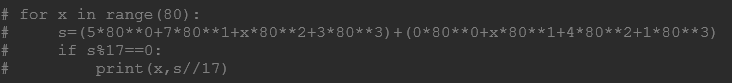 # for x in range(80):
#     s=(5*80**0+7*80**1+x*80**2+3*80**3)+(0*80**0+x*80**1+4*80**2+1*80**3)
#     if s%17==0:
#         print(x,s//17)